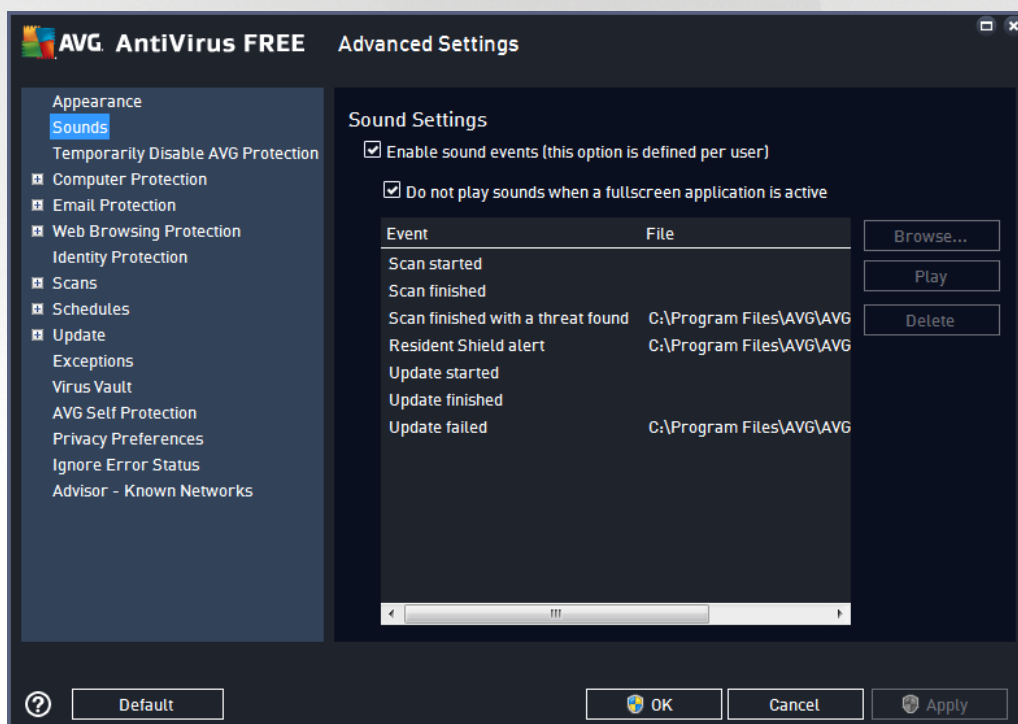 AVG. AntiVirus FREE Advanced Settings
Appearance
Sounds
Temporarily Disable AVG Protection
Computer Protection
Email Protection
Web Browsing Protection
Identity Protection
Scans
Schedules
Update
Exceptions
Virus Vault
AVG Self Protection
Privacy Preferences
Ignore Error Status
Advisor - Known Networks
Sound Settings
Enable sound events (this option is defined per user)
Do not play sounds when a fullscreen application is active
Event File
Scan started
Scan finished
Scan finished with a threat found C:\Program Files\AVG\AVG
Resident Shield alert C:\Program Files\AVG\AVG
Update started
Update finished
Update failed C:\Program Files\AVG\AVG
Browse...
Play
Delete
Default
OK
Cancel
Apply